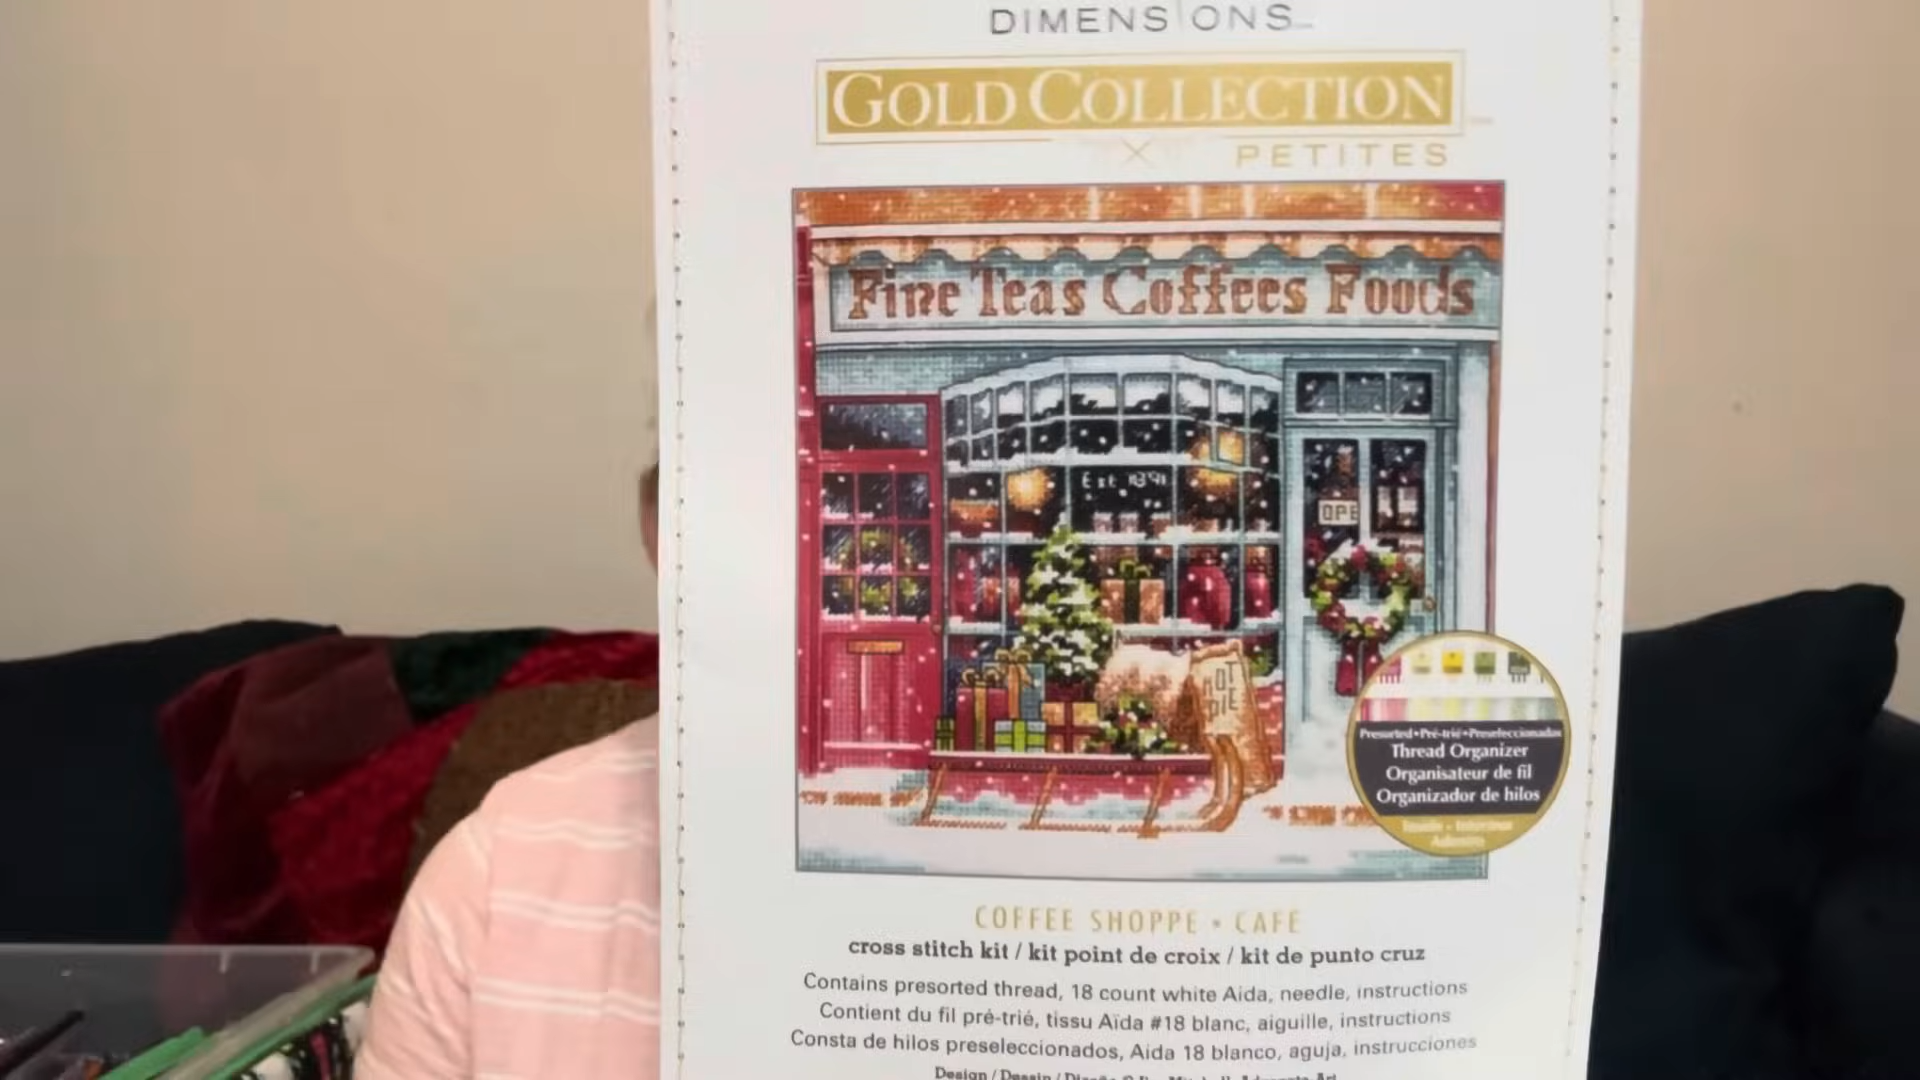 DIMENSIONS
GOLD COLLECTION
PETITES
Fine Teas Coffees Foods
Est. 1891
OPE
HOT
PIE
Presorted•Pré-trié•Preseleccionados
Thread Organizer
Organisateur de fil
Organizador de hilos
COFFEE SHOPPE • CAFÉ
cross stitch kit / kit point de croix / kit de punto cruz
Contains presorted thread, 18 count white Aida, needle, instructions
Contient du fil pré-trié, tissu Aïda #18 blanc, aiguille, instructions
Consta de hilos preseleccionados, Aida 18 blanco, aguja, instrucciones
Design / Dessin / Diseño ©